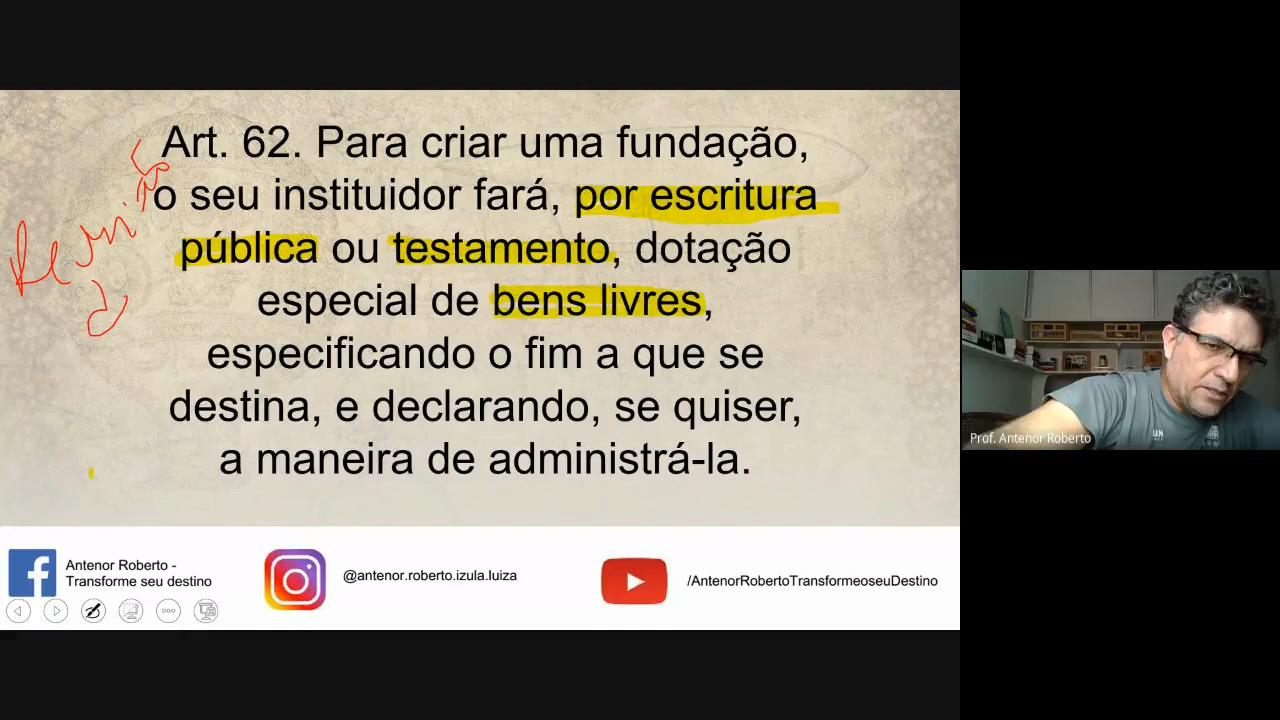 Art. 62. Para criar uma fundação,
o seu instituidor fará, por escritura
pública ou testamento, dotação
especial de bens livres,
especificando o fim a que se
destina, e declarando, se quiser,
a maneira de administrá-la.
Antenor Roberto -
Transforme seu destino
@antenor.roberto.izula.luiza
/AntenorRobertoTransformeoseuDestino
Prof. Antenor Roberto